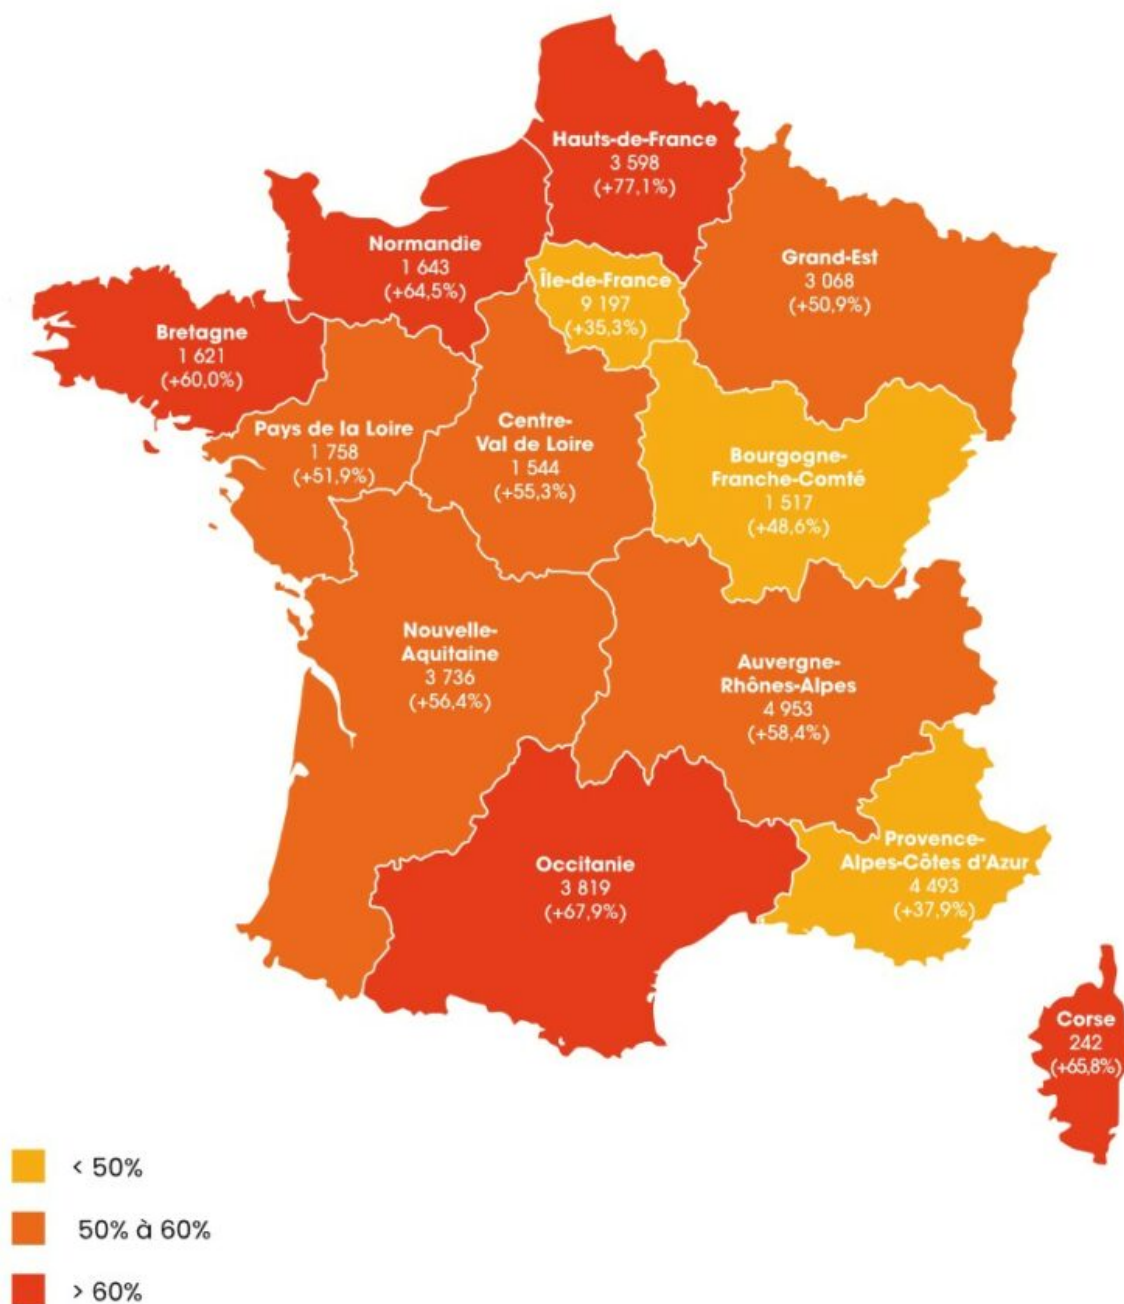 Hauts-de-France
3 598
(+77,1%)
Normandie
1 643
(+64,5%)
Île-de-France
9 197
(+35,3%)
Grand-Est
3 068
(+50,9%)
Bretagne
1 621
(+60,0%)
Pays de la Loire
1 758
(+51,9%)
Centre-
Val de Loire
1 544
(+55,3%)
Bourgogne-
Franche-Comté
1 517
(+48,6%)
Nouvelle-
Aquitaine
3 736
(+56,4%)
Auvergne-
Rhônes-Alpes
4 953
(+58,4%)
Occitanie
3 819
(+67,9%)
Provence-
Alpes-Côtes d'Azur
4 493
(+37,9%)
Corse
242
(+65,8%)
< 50%
50% à 60%
> 60%